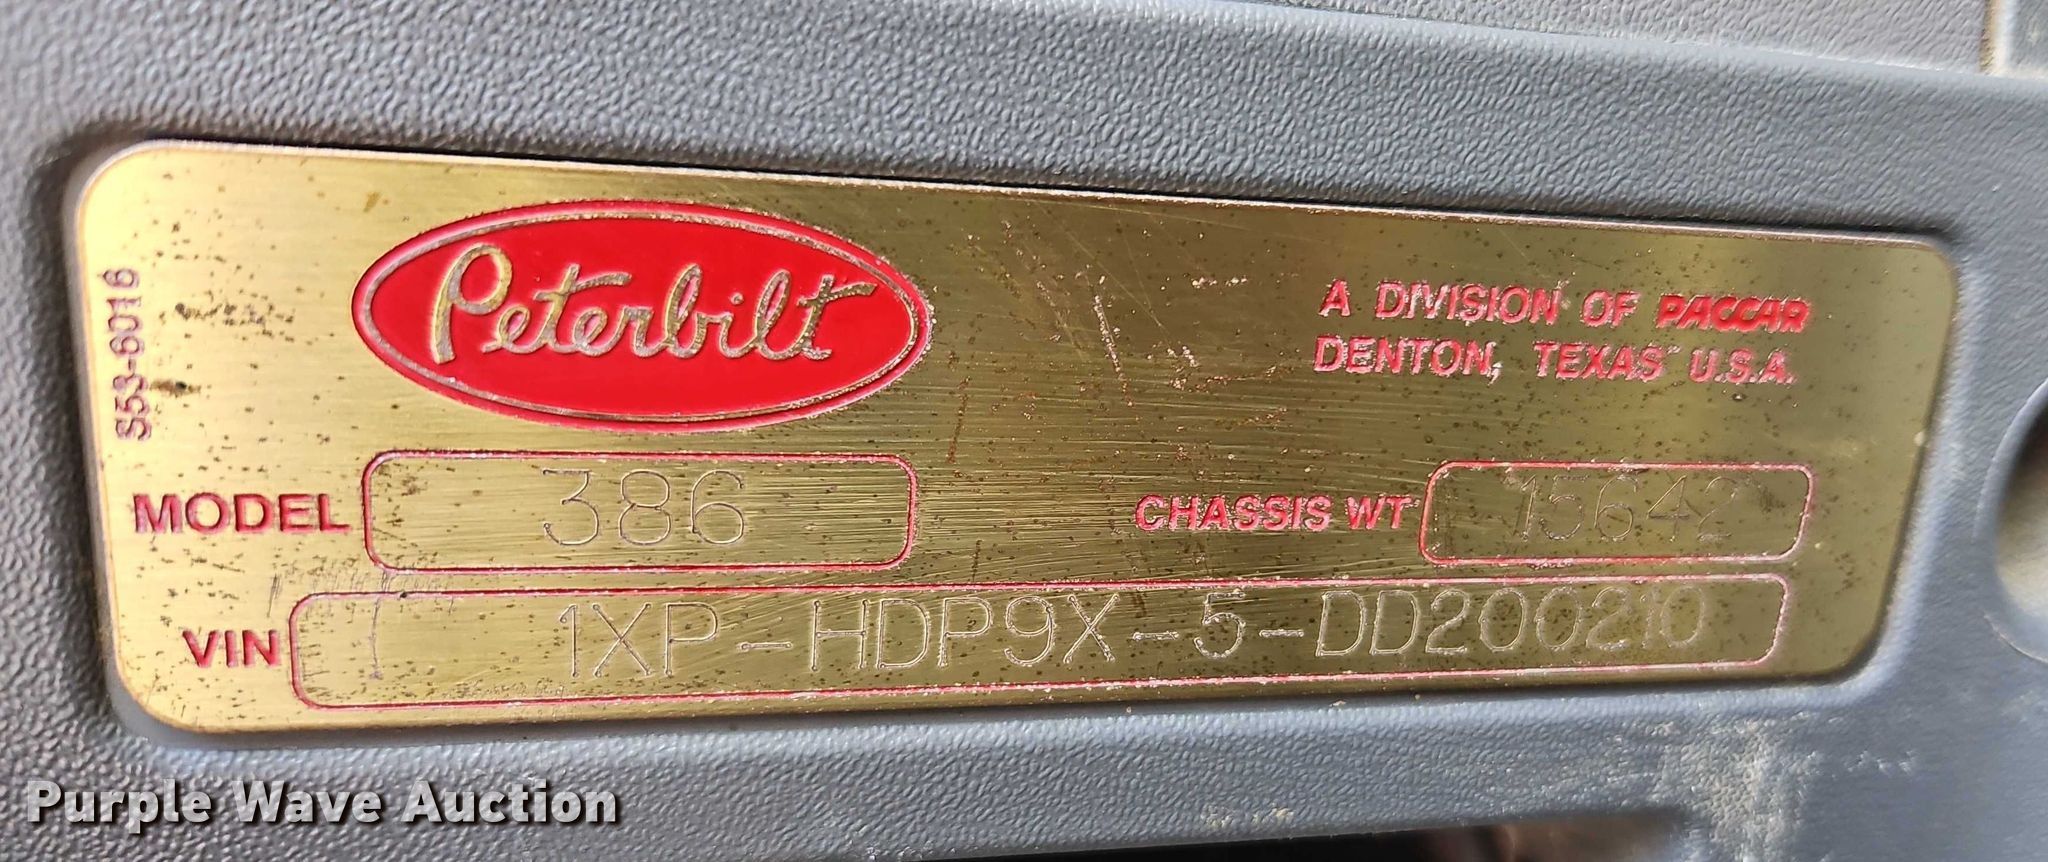 S53-6016
Peterbilt
A DIVISION OF PACCAR
DENTON, TEXAS U.S.A.
MODEL 386
CHASSIS WT 15642
VIN 1XP-HDP9X-5-DD200210
Purple Wave Auction